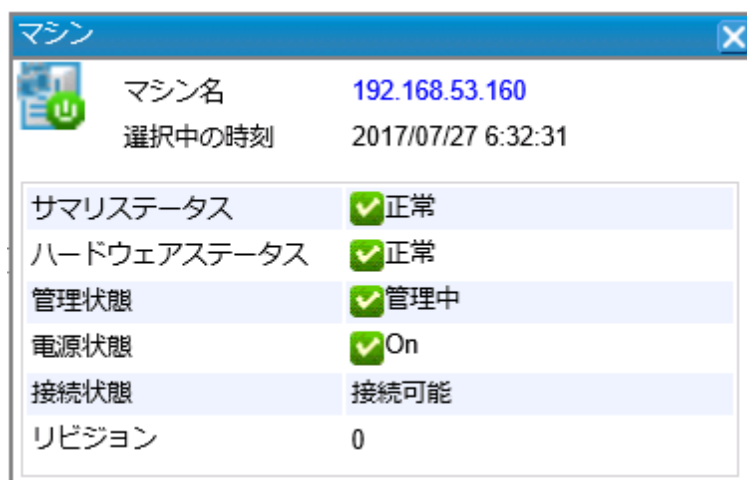 マシン
マシン名 192.168.53.160
選択中の時刻 2017/07/27 6:32:31
サマリステータス 正常
ハードウェアステータス 正常
管理状態 管理中
電源状態 On
接続状態 接続可能
リビジョン 0